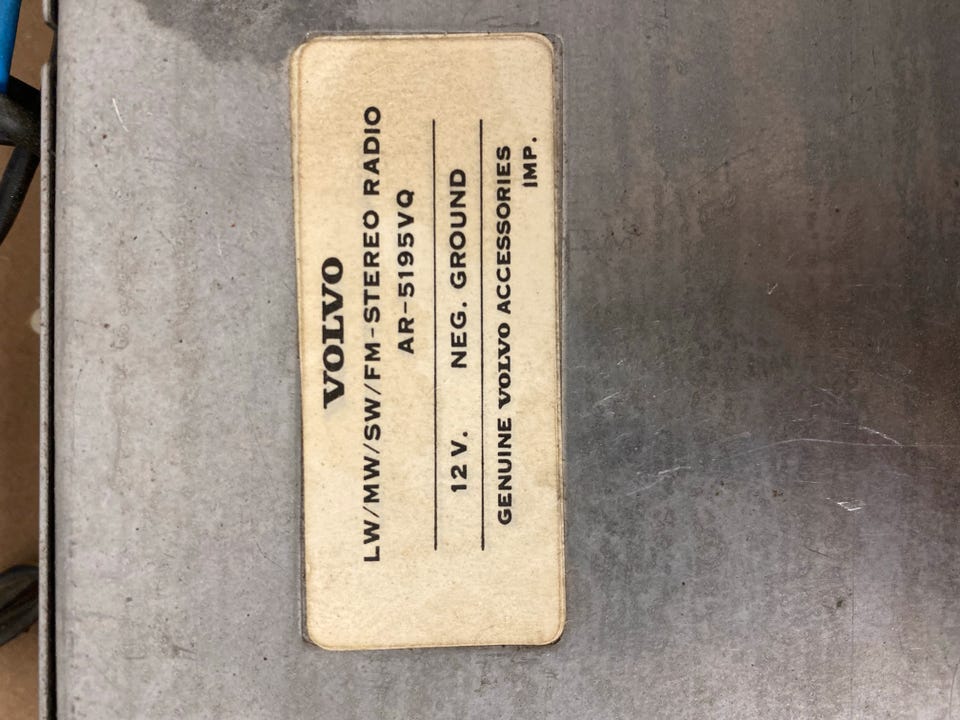 VOLVO
LW/MW/SW/FM-STEREO RADIO
AR-5195VQ
12 V. NEG. GROUND
GENUINE VOLVO ACCESSORIES
IMP.